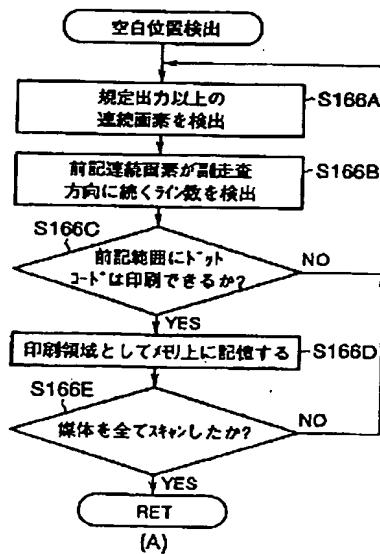 空白位置検出
規定出力以上の
連続画素を検出
S166A
前記連続画素が副走査
方向に続くライン数を検出
S166B
S166C
前記範囲にドット
コードは印刷できるか?
NO
YES
印刷領域としてメモリ上に記憶する
S166D
S166E
媒体を全てスキャンしたか?
NO
YES
RET
(A)